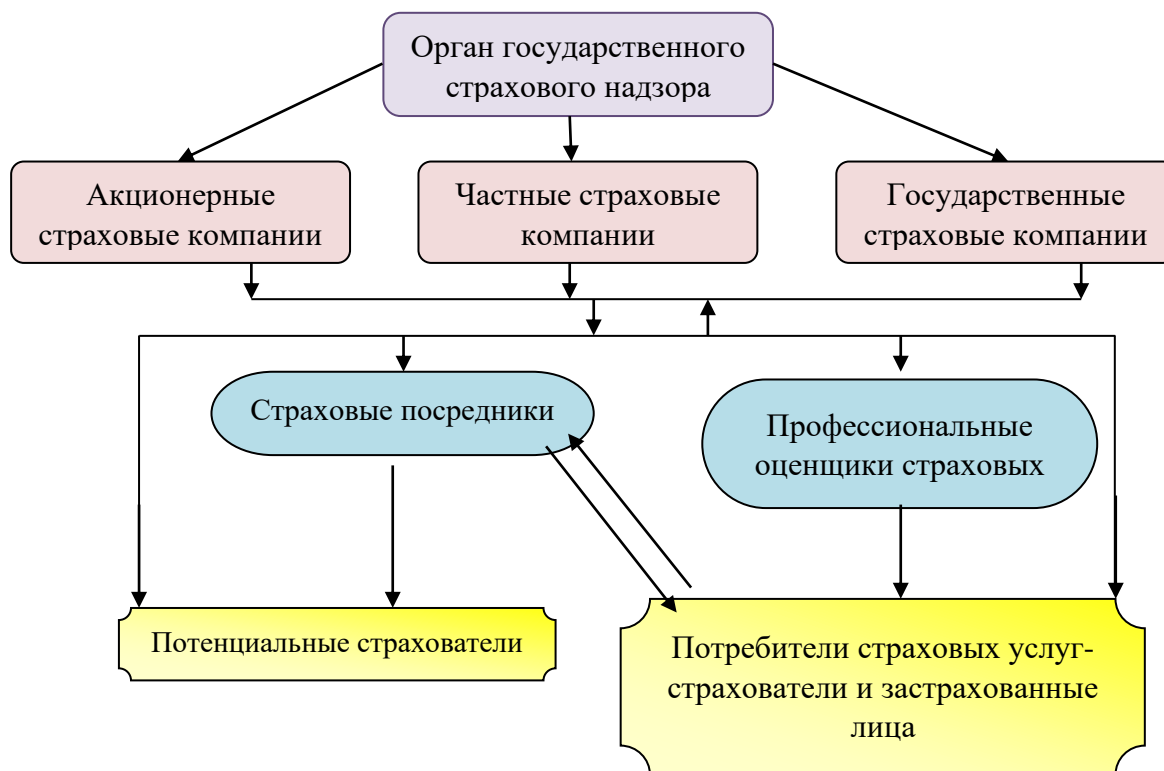 Орган государственного
страхового надзора
Акционерные
страховые компании
Частные страховые
компании
Государственные
страховые компании
Страховые посредники
Профессиональные
оценщики страховых
Потенциальные страхователи
Потребители страховых услуг-
страхователи и застрахованные
лица